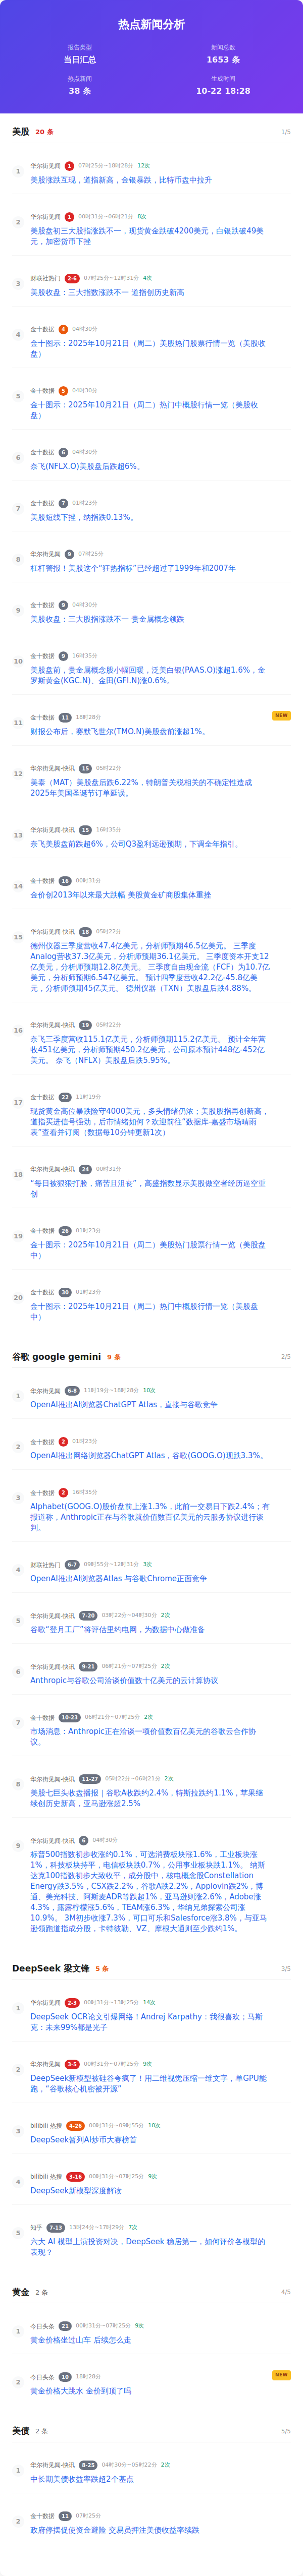 热点新闻分析
报告类型
当日汇总
新闻总数
1653 条
热点新闻
38 条
生成时间
10-22 18:28
美股 20 条 1/5
1 华尔街见闻 1 07时25分~18时28分 12次
美股涨跌互现，道指新高，金银暴跌，比特币盘中拉升
2 华尔街见闻 1 00时31分~06时21分 8次
美股盘初三大股指涨跌不一，现货黄金跌破4200美元，白银跌破49美
元，加密货币下挫
3 财联社热门 2-6 07时25分~12时31分 4次
美股收盘：三大指数涨跌不一 道指创历史新高
4 金十数据 4 04时30分
金十图示：2025年10月21日（周二）美股热门股票行情一览（美股收
盘）
5 金十数据 5 04时30分
金十图示：2025年10月21日（周二）热门中概股行情一览（美股收
盘）
6 金十数据 6 04时30分
奈飞(NFLX.O)美股盘后跌超6%。
7 金十数据 7 01时23分
美股短线下挫，纳指跌0.13%。
8 华尔街见闻 9 07时25分
杠杆警报！美股这个“狂热指标”已经超过了1999年和2007年
9 金十数据 9 04时30分
美股收盘：三大股指涨跌不一 贵金属概念领跌
10 金十数据 9 16时35分
美股盘前，贵金属概念股小幅回暖，泛美白银(PAAS.O)涨超1.6%，金
罗斯黄金(KGC.N)、金田(GFI.N)涨0.6%。
11 金十数据 11 18时28分 NEW
财报公布后，赛默飞世尔(TMO.N)美股盘前涨超1%。
12 华尔街见闻-快讯 15 05时22分
美泰（MAT）美股盘后跌6.22%，特朗普关税相关的不确定性造成
2025年美国圣诞节订单延误。
13 华尔街见闻-快讯 15 16时35分
奈飞美股盘前跌超6%，公司Q3盈利远逊预期，下调全年指引。
14 金十数据 16 00时31分
金价创2013年以来最大跌幅 美股黄金矿商股集体重挫
15 华尔街见闻-快讯 18 05时22分
德州仪器三季度营收47.4亿美元，分析师预期46.5亿美元。 三季度
Analog营收37.3亿美元，分析师预期36.1亿美元。 三季度资本开支12
亿美元，分析师预期12.8亿美元。 三季度自由现金流（FCF）为10.7亿
美元，分析师预期6.547亿美元。 预计四季度营收42.2亿-45.8亿美
元，分析师预期45亿美元。 德州仪器（TXN）美股盘后跌4.88%。
16 华尔街见闻-快讯 19 05时22分
奈飞三季度营收115.1亿美元，分析师预期115.2亿美元。 预计全年营
收451亿美元，分析师预期450.2亿美元，公司原本预计448亿-452亿
美元。 奈飞（NFLX）美股盘后跌5.95%。
17 金十数据 22 11时19分
现货黄金高位暴跌险守4000美元，多头情绪仍浓；美股股指再创新高，
道指买进信号强劲，后市情绪如何？欢迎前往“数据库-嘉盛市场晴雨
表”查看并订阅（数据每10分钟更新1次）
18 华尔街见闻-快讯 24 00时31分
“每日被狠狠打脸，痛苦且沮丧”，高盛指数显示美股做空者经历逼空重
创
19 金十数据 26 01时23分
金十图示：2025年10月21日（周二）美股热门股票行情一览（美股盘
中）
20 金十数据 30 01时23分
金十图示：2025年10月21日（周二）热门中概股行情一览（美股盘
中）
谷歌 google gemini 9 条 2/5
1 华尔街见闻 6-8 11时19分~18时28分 10次
OpenAI推出AI浏览器ChatGPT Atlas，直接与谷歌竞争
2 金十数据 2 01时23分
OpenAI推出网络浏览器ChatGPT Atlas，谷歌(GOOG.O)现跌3.3%。
3 金十数据 2 16时35分
Alphabet(GOOG.O)股价盘前上涨1.3%，此前一交易日下跌2.4%；有
报道称，Anthropic正在与谷歌就价值数百亿美元的云服务协议进行谈
判。
4 财联社热门 6-7 09时55分~12时31分 3次
OpenAI推出AI浏览器Atlas 与谷歌Chrome正面竞争
5 华尔街见闻-快讯 7-20 03时22分~04时30分 2次
谷歌“登月工厂”将评估里约电网，为数据中心做准备
6 华尔街见闻-快讯 9-21 06时21分~07时25分 2次
Anthropic与谷歌公司洽谈价值数十亿美元的云计算协议
7 金十数据 10-23 06时21分~07时25分 2次
市场消息：Anthropic正在洽谈一项价值数百亿美元的谷歌云合作协
议。
8 华尔街见闻-快讯 11-27 05时22分~06时21分 2次
美股七巨头收盘播报｜谷歌A收跌约2.4%，特斯拉跌约1.1%，苹果继
续创历史新高，亚马逊涨超2.5%
9 华尔街见闻-快讯 6 04时30分
标普500指数初步收涨约0.1%，可选消费板块涨1.6%，工业板块涨
1%，科技板块持平，电信板块跌0.7%，公用事业板块跌1.1%。 纳斯
达克100指数初步大致收平，成分股中，核电概念股Constellation
Energy跌3.5%，CSX跌2.2%，谷歌A跌2.2%，Applovin跌2%，博
通、美光科技、阿斯麦ADR等跌超1%，亚马逊则涨2.6%，Adobe涨
4.3%，露露柠檬涨5.6%，TEAM涨6.3%，华纳兄弟探索公司涨
10.9%。 3M初步收涨7.3%，可口可乐和Salesforce涨3.8%，与亚马
逊领跑道指成分股，卡特彼勒、VZ、摩根大通则至少跌约1%。
DeepSeek 梁文锋 5 条 3/5
1 华尔街见闻 2-3 00时31分~13时25分 14次
DeepSeek OCR论文引爆网络！Andrej Karpathy：我很喜欢；马斯
克：未来99%都是光子
2 华尔街见闻 3-5 00时31分~07时25分 9次
DeepSeek新模型被硅谷夸疯了！用二维视觉压缩一维文字，单GPU能
跑，“谷歌核心机密被开源”
3 bilibili 热搜 4-26 00时31分~09时55分 10次
DeepSeek暂列AI炒币大赛榜首
4 bilibili 热搜 3-16 00时31分~07时25分 9次
DeepSeek新模型深度解读
5 知乎 7-13 13时24分~17时29分 7次
六大 AI 模型上演投资对决，DeepSeek 稳居第一，如何评价各模型的
表现？
黄金 2 条 4/5
1 今日头条 21 00时31分~07时25分 9次
黄金价格坐过山车 后续怎么走
2 今日头条 10 18时28分 NEW
黄金价格大跳水 金价到顶了吗
美债 2 条 5/5
1 华尔街见闻-快讯 8-25 04时30分~05时22分 2次
中长期美债收益率跌超2个基点
2 金十数据 11 07时25分
政府停摆促使资金避险 交易员押注美债收益率续跌